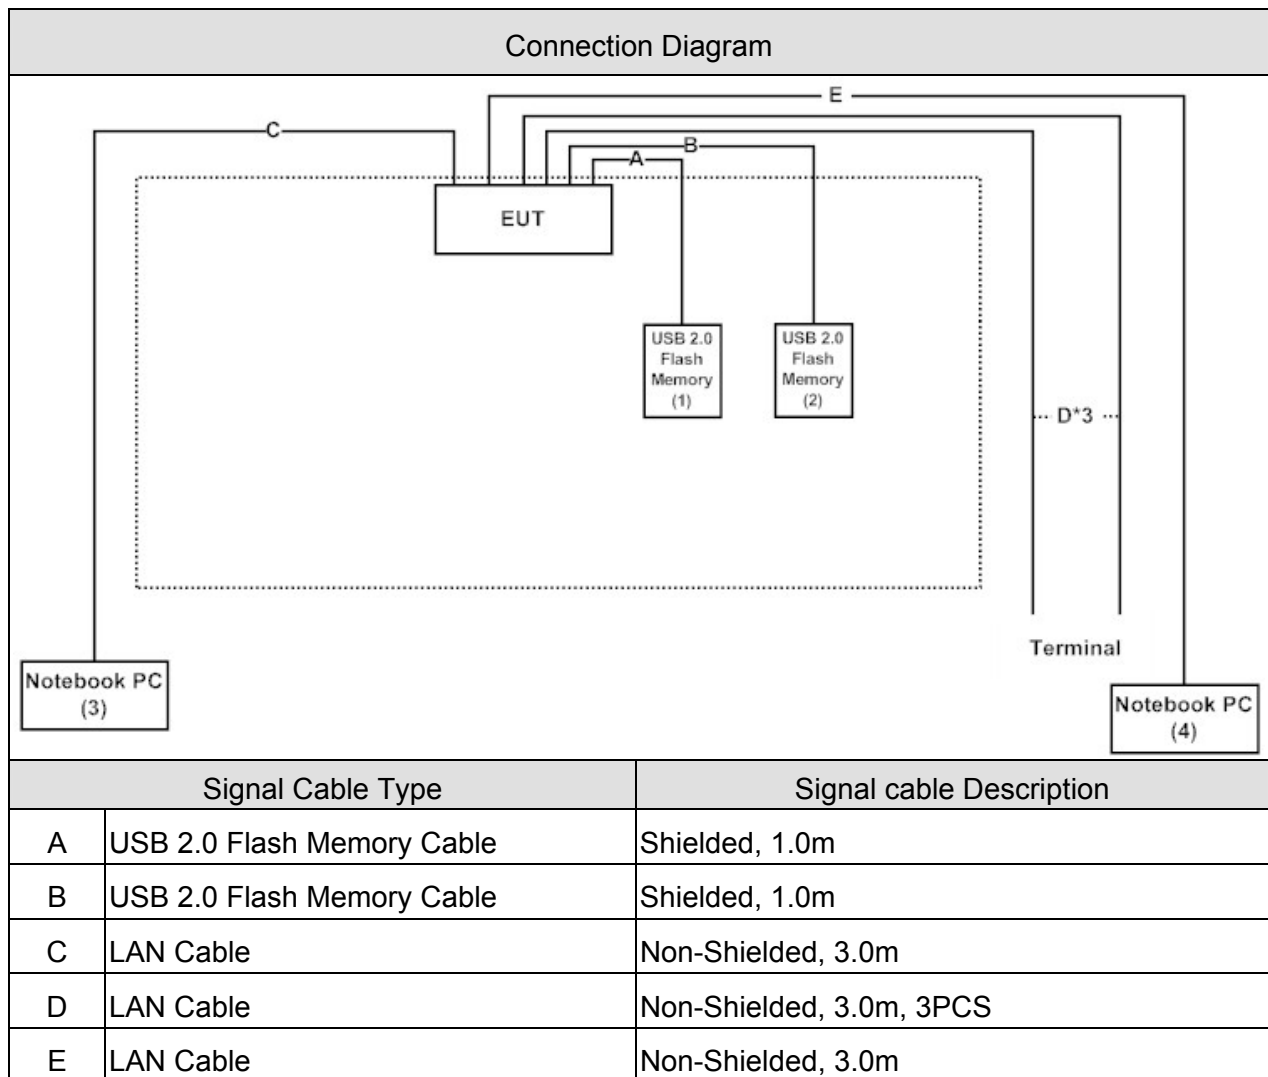 Connection Diagram
E
C
B
A
EUT
USB 2.0
Flash
Memory
(1)
USB 2.0
Flash
Memory
(2)
... D*3 ...
Terminal
Notebook PC
(3)
Notebook PC
(4)
Signal Cable Type Signal cable Description
A USB 2.0 Flash Memory Cable Shielded, 1.0m
B USB 2.0 Flash Memory Cable Shielded, 1.0m
C LAN Cable Non-Shielded, 3.0m
D LAN Cable Non-Shielded, 3.0m, 3PCS
E LAN Cable Non-Shielded, 3.0m